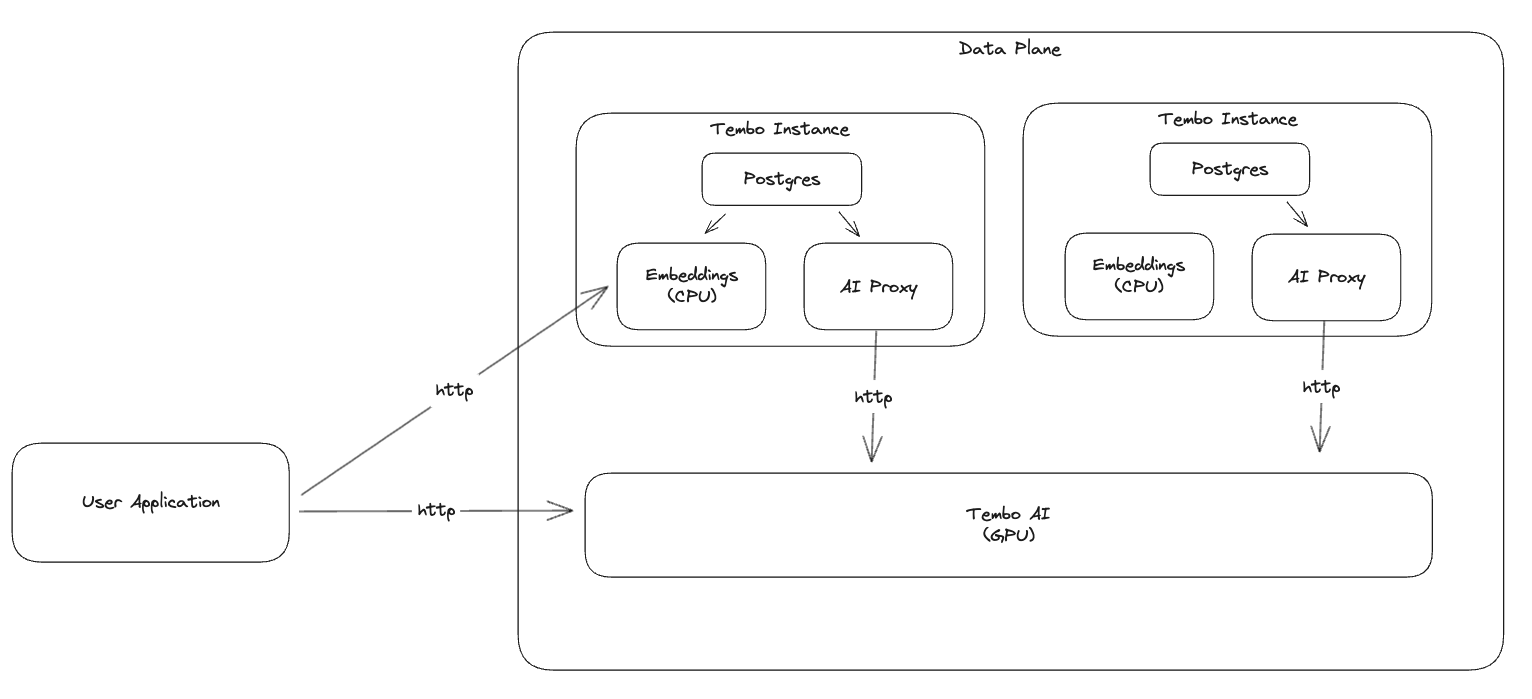 Data Plane
Tembo Instance
Postgres
Embeddings
(CPU)
AI Proxy
Tembo Instance
Postgres
Embeddings
(CPU)
AI Proxy
http
http
http
User Application
http
Tembo AI
(GPU)